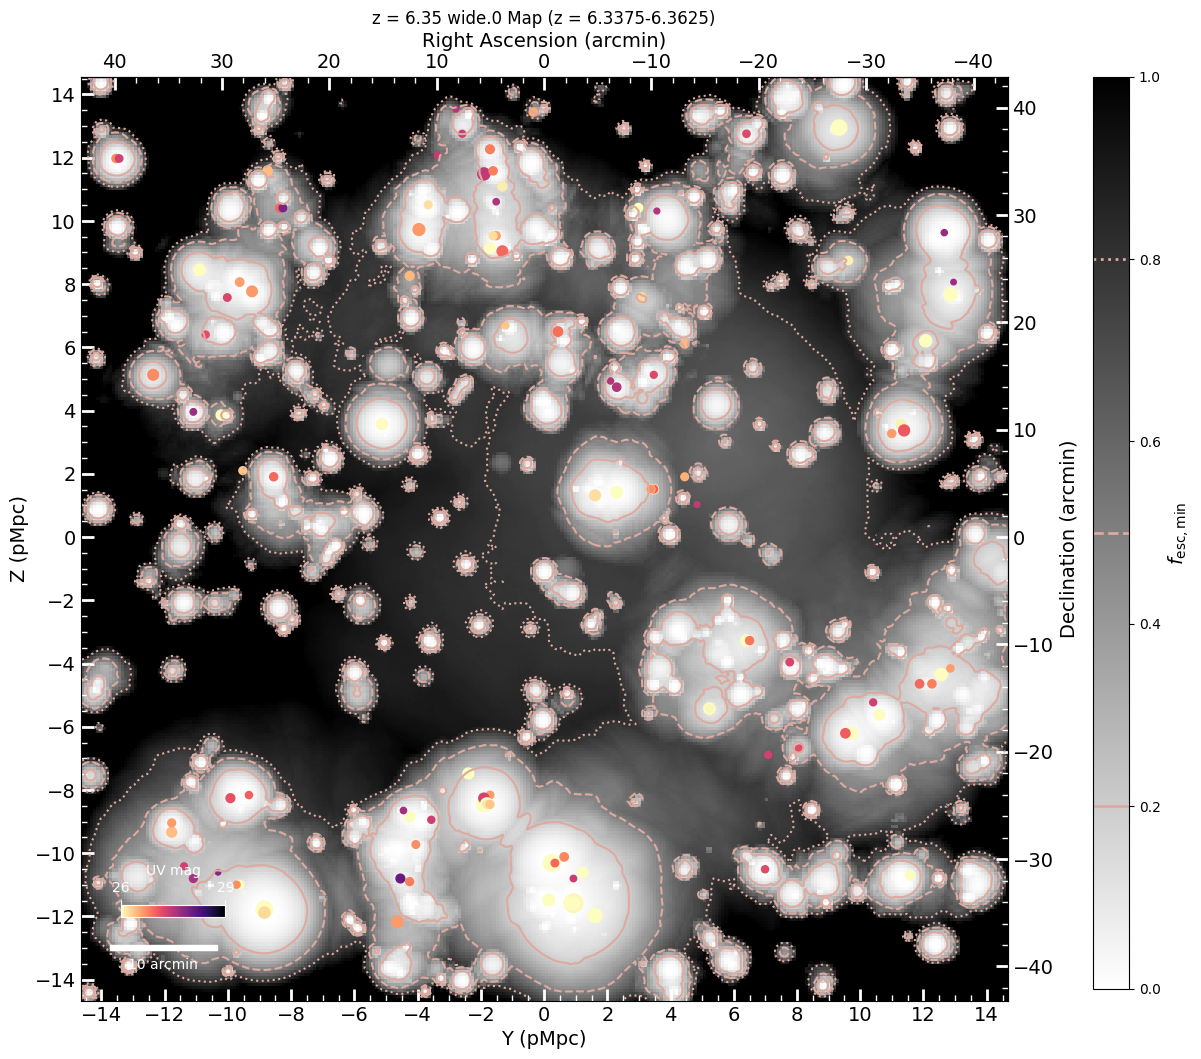 z = 6.35 wide.0 Map (z = 6.3375-6.3625)
Right Ascension (arcmin)
40 30 20 10 0 −10 −20 −30 −40
14 12 10 8 6 4 2 0 −2 −4 −6 −8 −10 −12 −14
Z (pMpc)
40 30 20 10 0 −10 −20 −30 −40
Declination (arcmin)
UV mag
26 29
10 arcmin
−14 −12 −10 −8 −6 −4 −2 0 2 4 6 8 10 12 14
Y (pMpc)
1.0
0.8
0.6
0.4
0.2
0.0
fesc,min